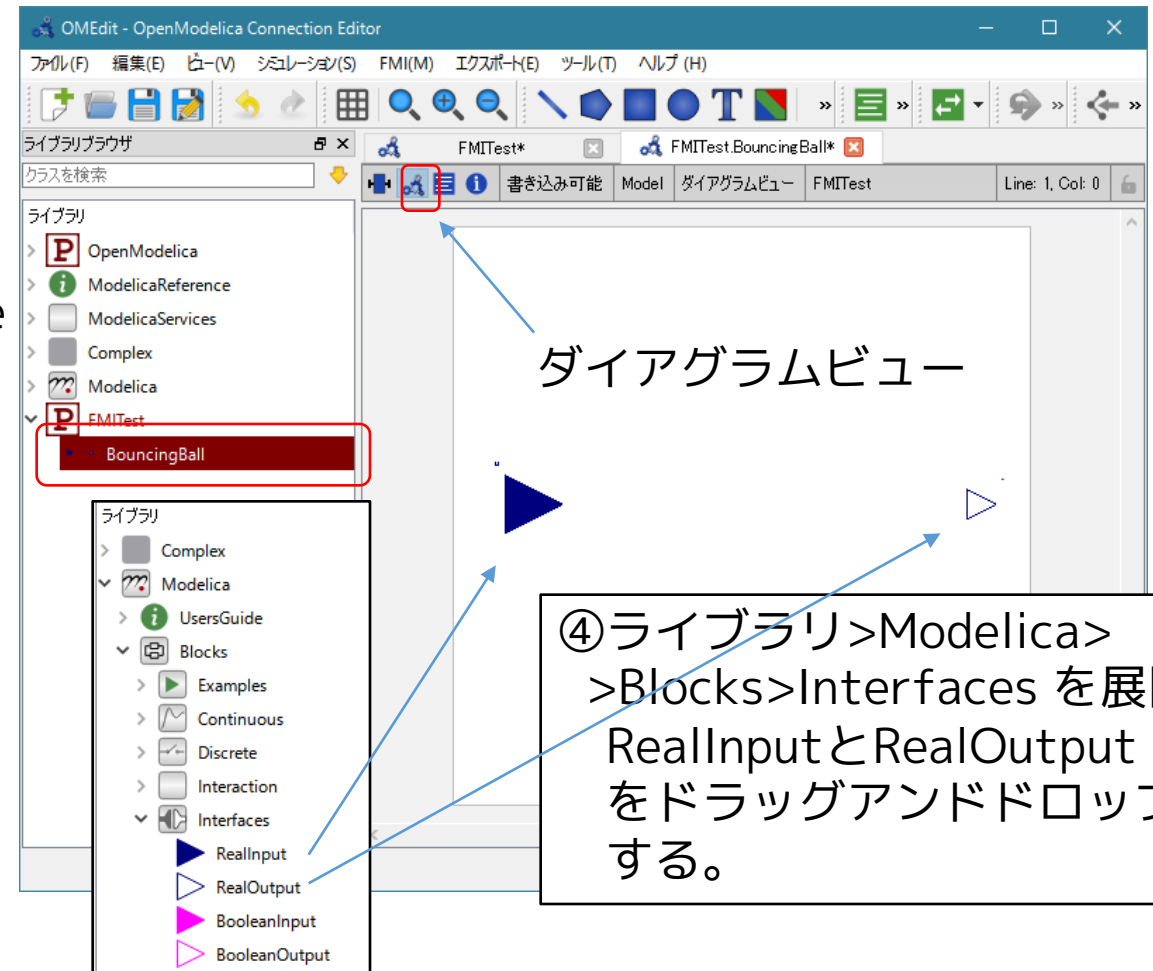 OMEdit - OpenModelica Connection Editor
ファイル(F) 編集(E) ビュー(V) シミュレーション(S) FMI(M) エクスポート(E) ツール(T) ヘルプ (H)
T » » »
ライブラリブラウザ
FMITest* FMITest.BouncingBall*
クラスを検索
書き込み可能 Model ダイアグラムビュー FMITest Line: 1, Col: 0
ライブラリ
P OpenModelica
i ModelicaReference
e
ModelicaServices
Complex
Modelica
P FMITest
BouncingBall
ダイアグラムビュー
u
ライブラリ
Complex
Modelica
i UsersGuide
Blocks
Examples
Continuous
Discrete
Interaction
Interfaces
RealInput
RealOutput
BooleanInput
BooleanOutput
④ライブラリ>Modelica>
>Blocks>Interfaces を展
RealInputとRealOutput
をドラッグアンドドロップ
する。